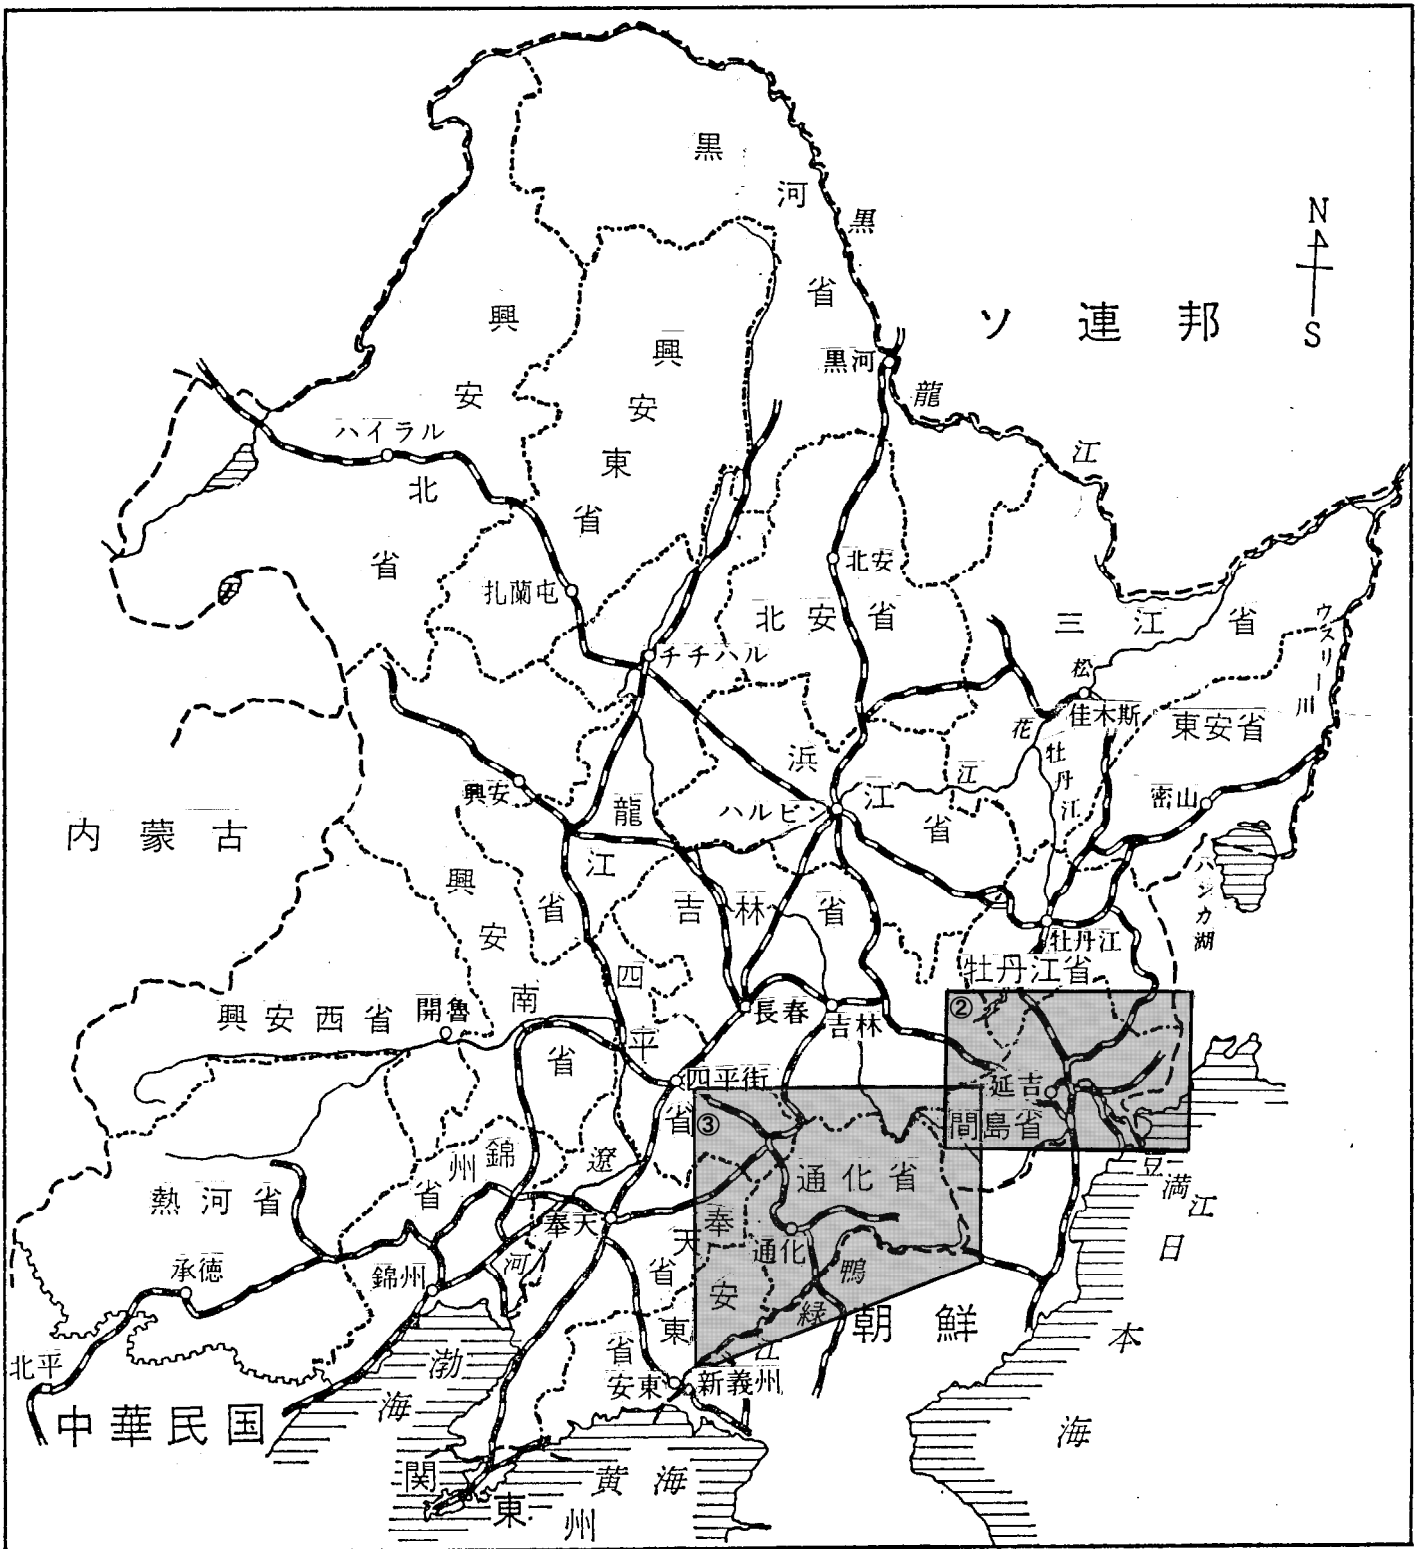 黒河省
黒龍江
N
S
ソ連邦
興安北省
興安東省
黒河
ハイラル
北安
扎蘭屯
北安省
三江省
ウスリー川
チチハル
松花江
佳木斯
東安省
牡丹江
浜江省
密山
興安
龍江省
ハルビン
内蒙古
興安南省
吉林省
ハンカ湖
牡丹江
牡丹江省
四平省
興安西省
開魯
長春
吉林
②
四平街
延吉
間島省
③
錦州省
遼河
通化省
豆満江
熱河省
奉天
奉天省
通化
鴨緑江
日本海
承徳
錦州
安東省
朝鮮
北平
渤海
安東
新義州
中華民国
関東州
黄海